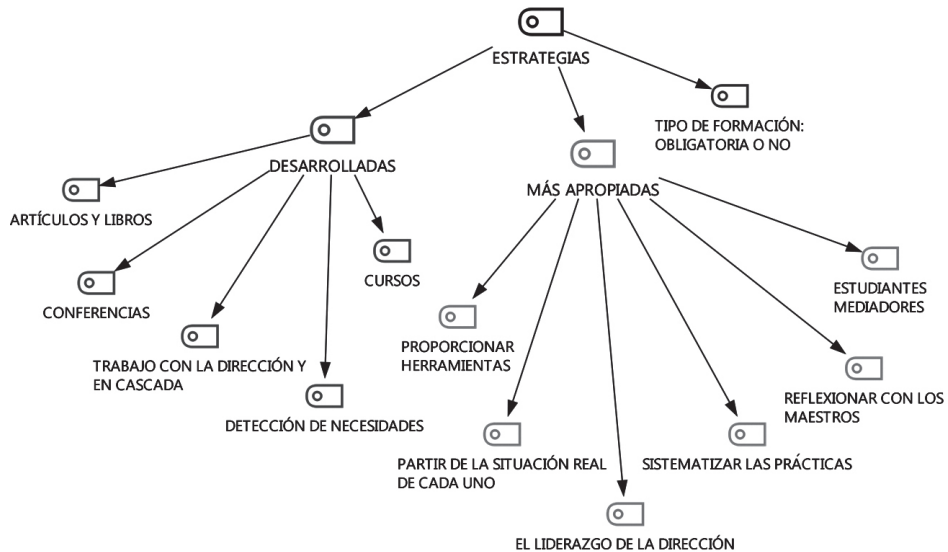 ESTRATEGIAS
TIPO DE FORMACIÓN:
OBLIGATORIA O NO
DESARROLLADAS
MÁS APROPIADAS
ARTÍCULOS Y LIBROS
CONFERENCIAS
TRABAJO CON LA DIRECCIÓN Y
EN CASCADA
DETECCIÓN DE NECESIDADES
CURSOS
PROPORCIONAR
HERRAMIENTAS
PARTIR DE LA SITUACIÓN REAL
DE CADA UNO
EL LIDERAZGO DE LA DIRECCIÓN
SISTEMATIZAR LAS PRÁCTICAS
REFLEXIONAR CON LOS
MAESTROS
ESTUDIANTES
MEDIADORES